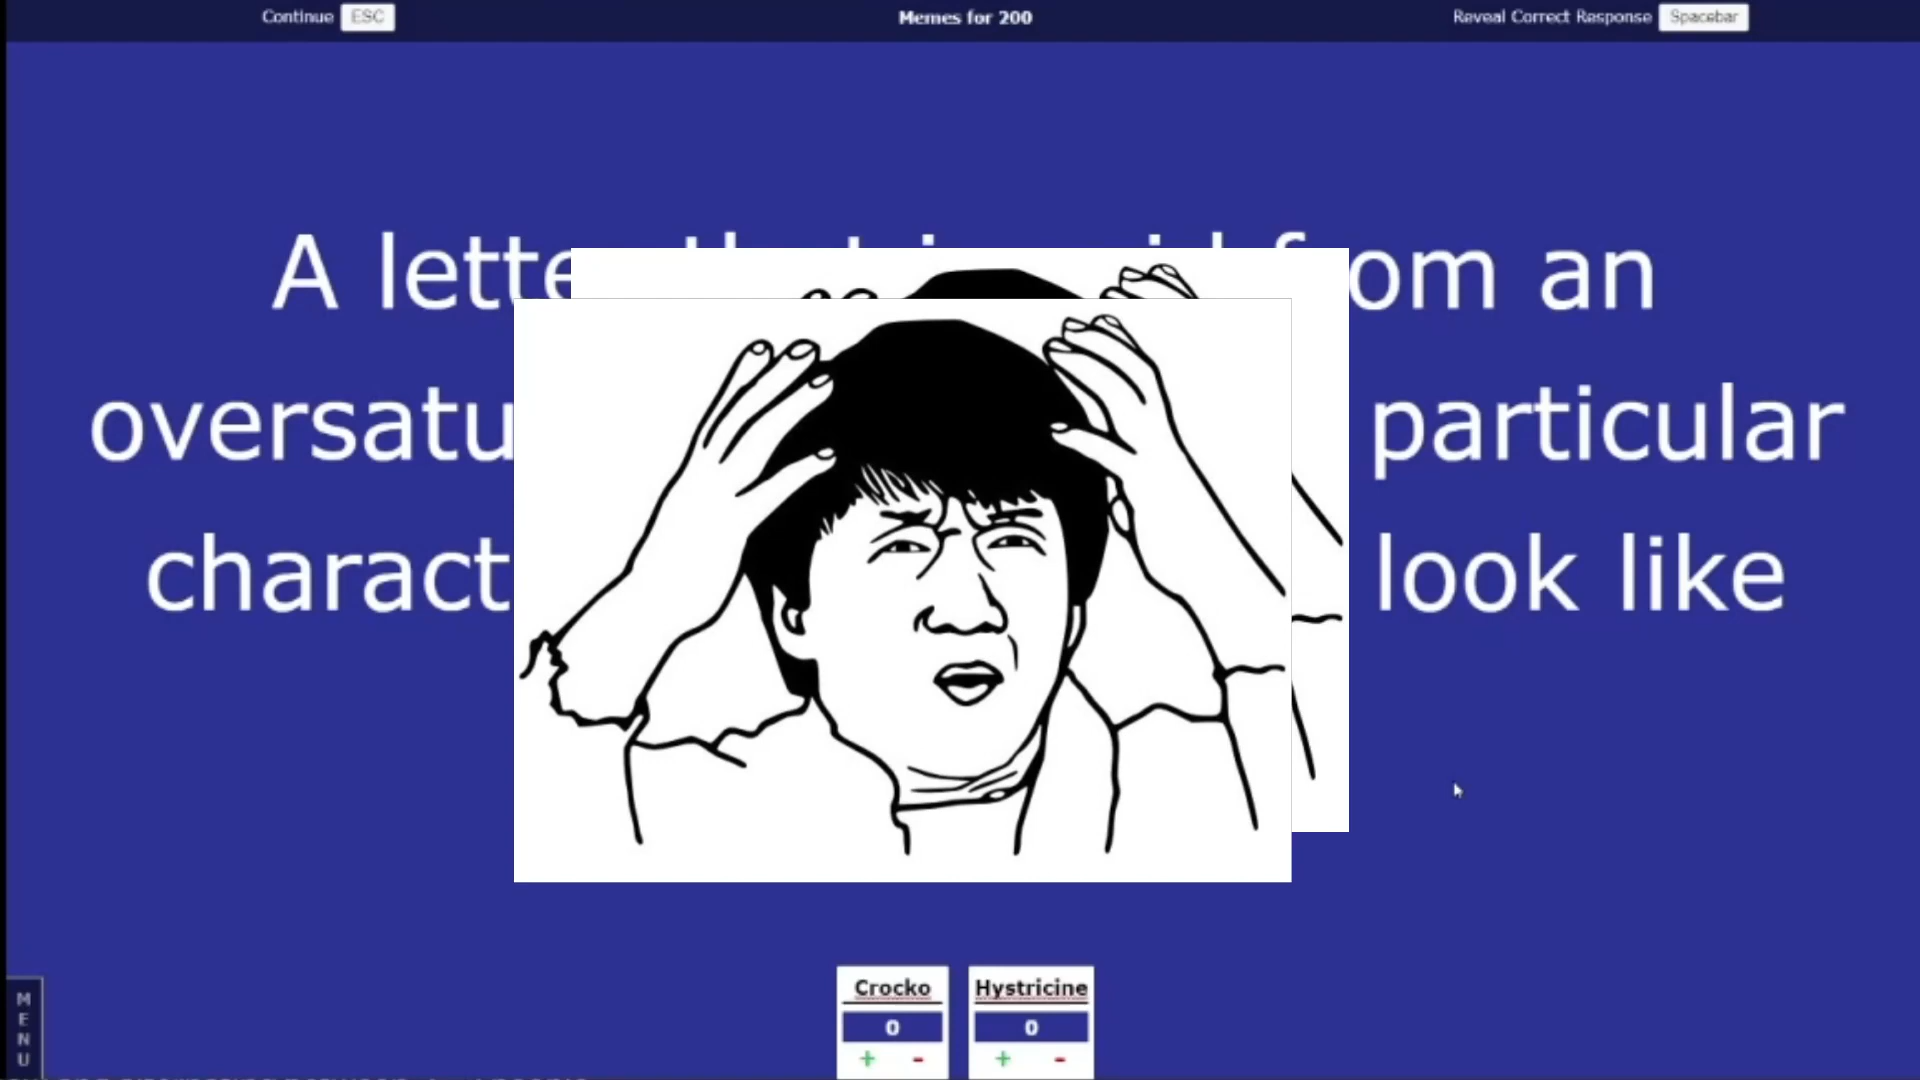 Continue ESC
Memes for 200
Reveal Correct Response Spacebar
A om an
oversatu particular
charact look like
MENU
Crocko
0
+ -
Hystricine
0
+ -